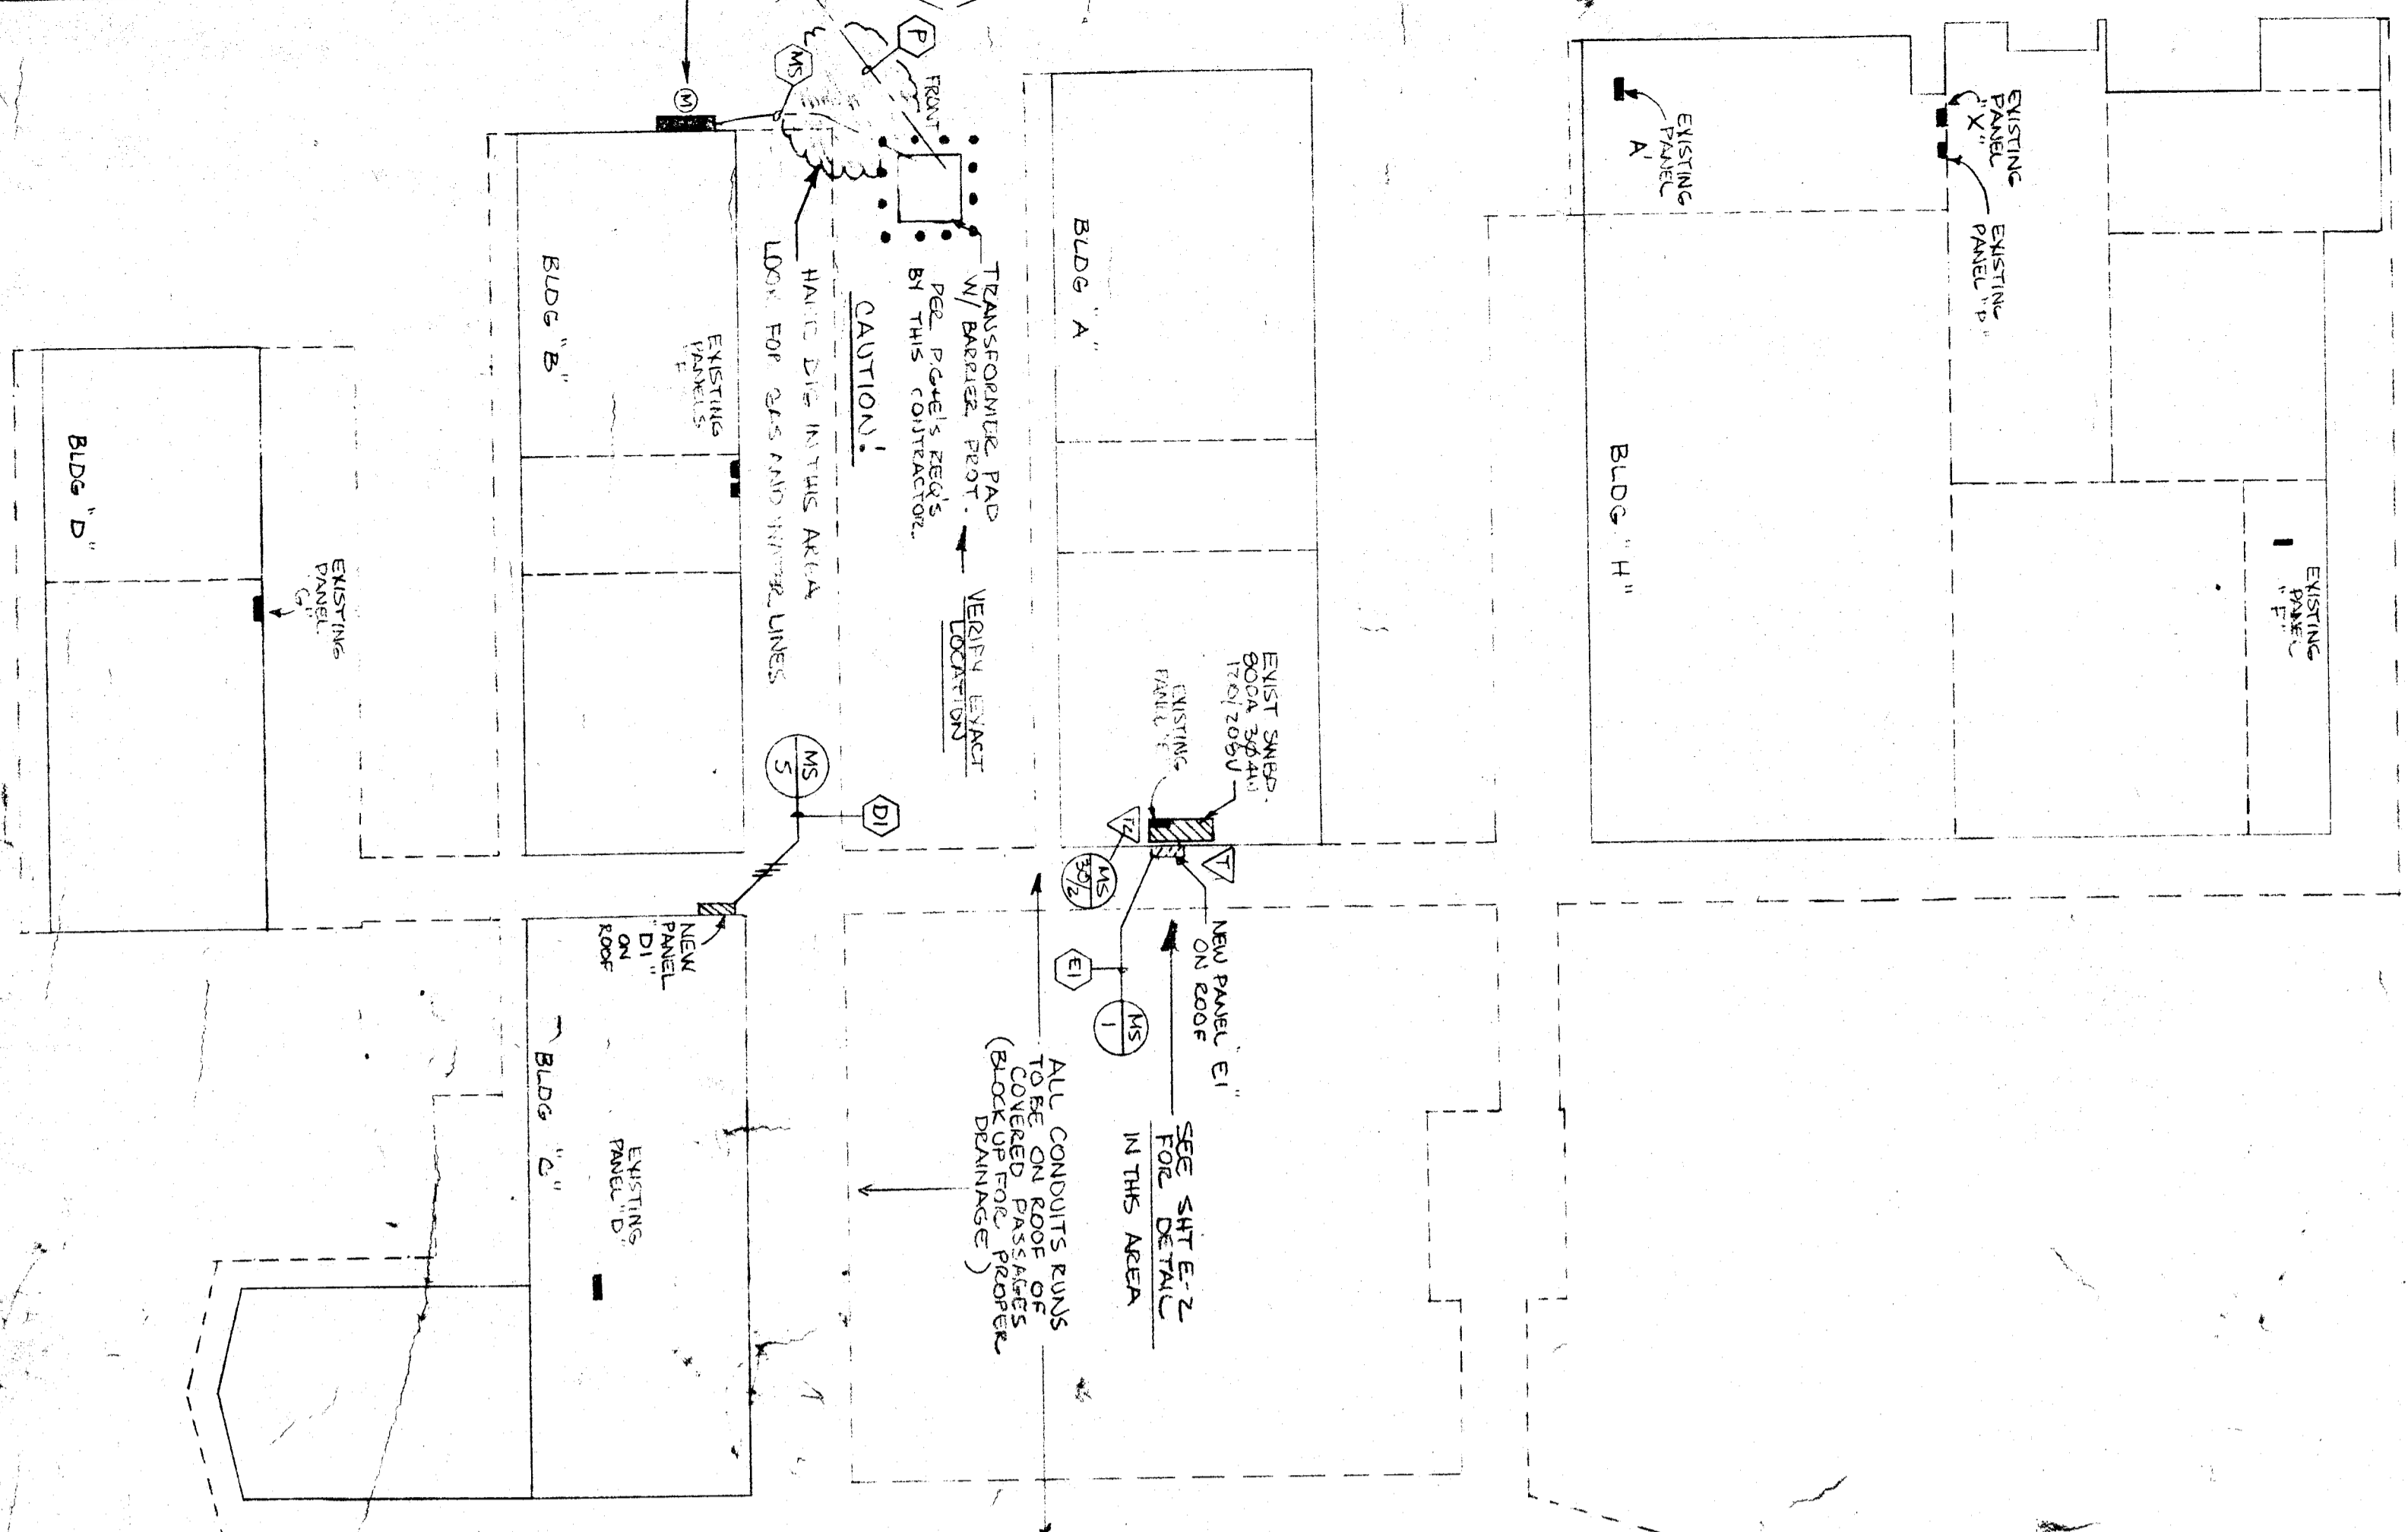 EXISTING
PANEL
"F"
EXISTING
PANEL
"X"
EXISTING
PANEL "P"
EXISTING
PANEL
A'
BLDG "H"
BLDG "A"
EXIST SWBD.
800A 3Ø4W
120/208V
EXISTING
PANEL
T1
T2
MS
30/2
NEW PANEL "E1"
ON ROOF
E1
MS
1
SEE SHT E-2
FOR DETAIL
IN THIS AREA
ALL CONDUITS RUNS
TO BE ON ROOF OF
COVERED PASSAGES
(BLOCK UP FOR PROPER
DRAINAGE)
P
FRONT
MS
M
TRANSFORMER PAD
W/ BARRIER PROT.
PER P.G&E'S REQ'S
BY THIS CONTRACTOR.
VERIFY EXACT
LOCATION
CAUTION!
HAND DIG IN THIS AREA
LOOK FOR GAS AND WATER LINES
MS
5
D1
BLDG "B"
EXISTING
PANELS
NEW
PANEL
"D1"
ON
ROOF
BLDG "C"
EXISTING
PANEL "D"
EXISTING
PANEL
"G"
BLDG "D"